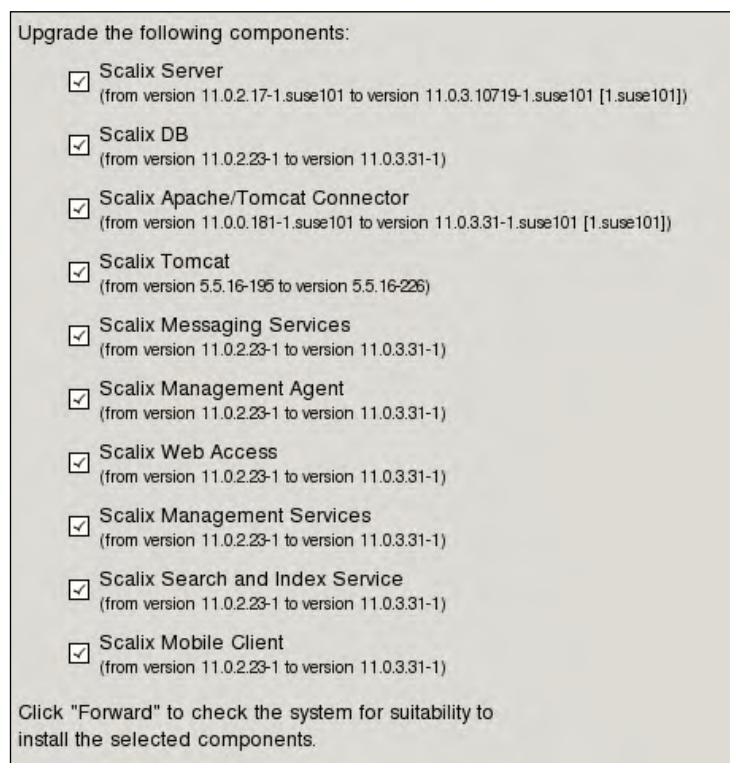 Upgrade the following components:
Scalix Server
(from version 11.0.2.17-1.suse101 to version 11.0.3.10719-1.suse101 [1.suse101])
Scalix DB
(from version 11.0.2.23-1 to version 11.0.3.31-1)
Scalix Apache/Tomcat Connector
(from version 11.0.0.181-1.suse101 to version 11.0.3.31-1.suse101 [1.suse101])
Scalix Tomcat
(from version 5.5.16-195 to version 5.5.16-226)
Scalix Messaging Services
(from version 11.0.2.23-1 to version 11.0.3.31-1)
Scalix Management Agent
(from version 11.0.2.23-1 to version 11.0.3.31-1)
Scalix Web Access
(from version 11.0.2.23-1 to version 11.0.3.31-1)
Scalix Management Services
(from version 11.0.2.23-1 to version 11.0.3.31-1)
Scalix Search and Index Service
(from version 11.0.2.23-1 to version 11.0.3.31-1)
Scalix Mobile Client
(from version 11.0.2.23-1 to version 11.0.3.31-1)
Click "Forward" to check the system for suitability to
install the selected components.